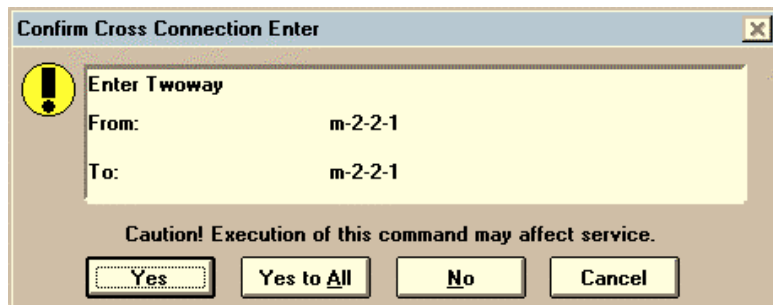 Confirm Cross Connection Enter
Enter Twoway
From: m-2-2-1
To: m-2-2-1
Caution! Execution of this command may affect service.
Yes Yes to All No Cancel